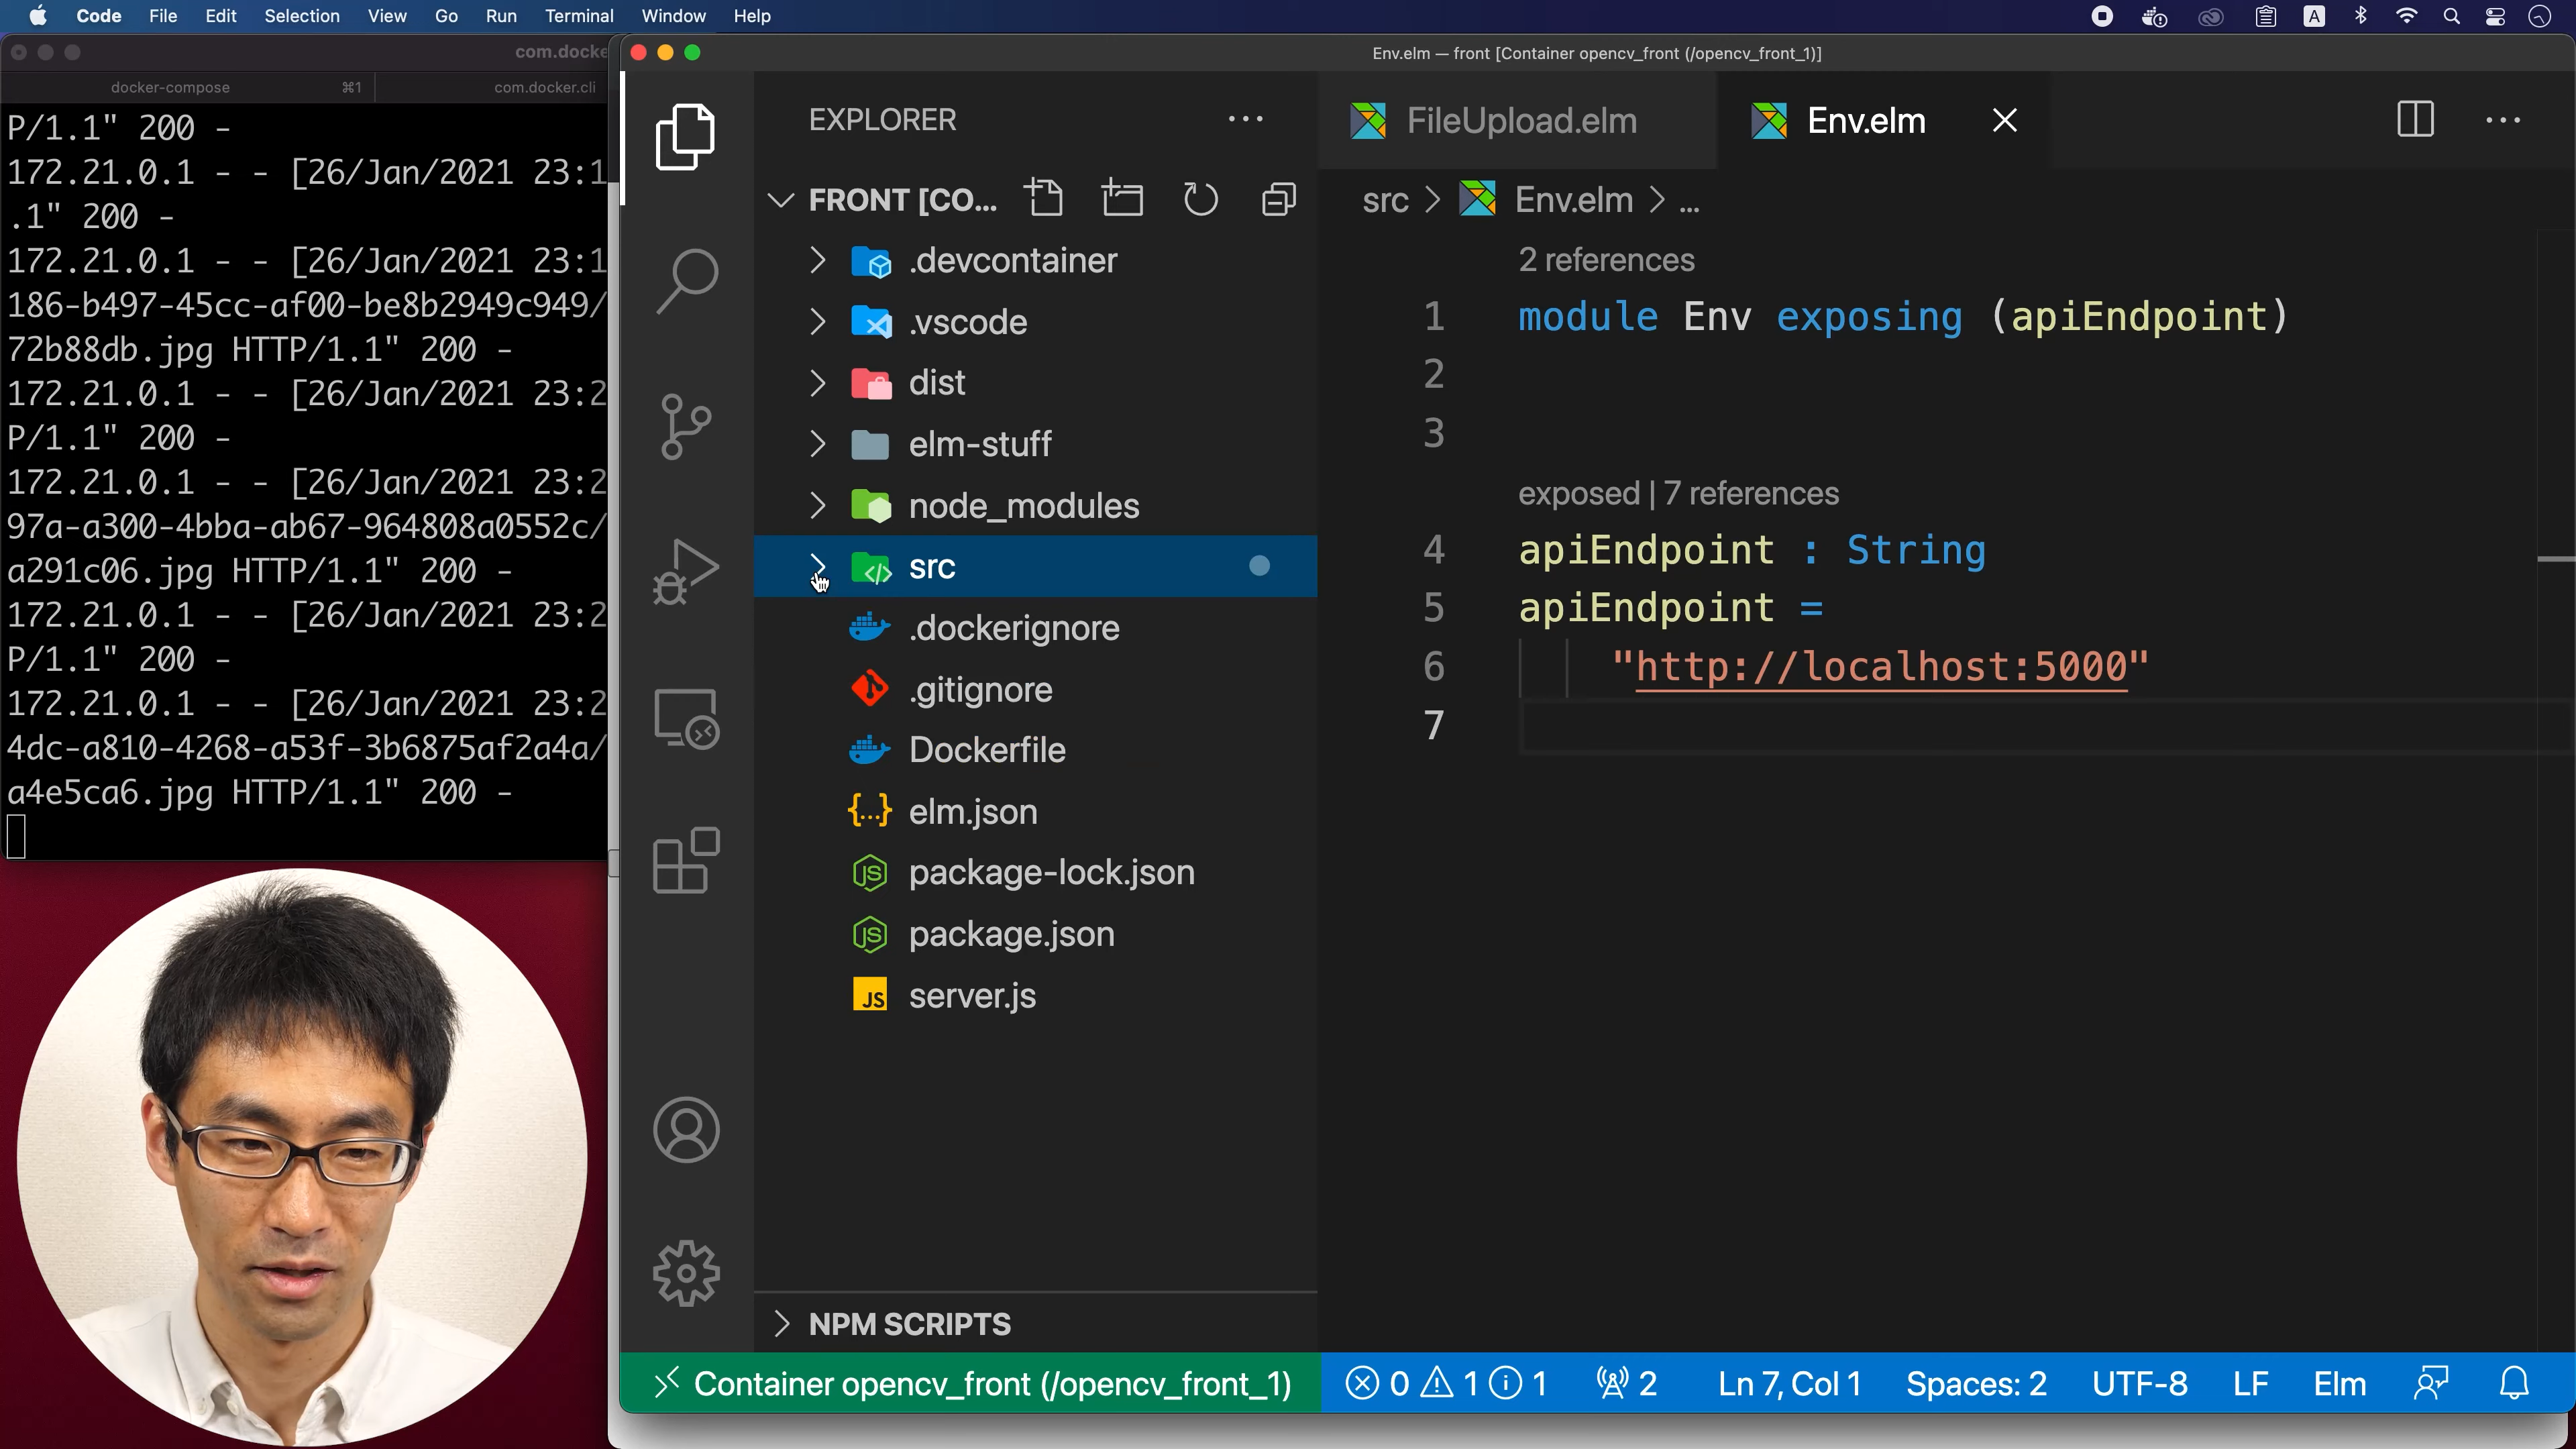 Code File Edit Selection View Go Run Terminal Window Help
A
com.docke
docker-compose ⌘1 com.docker.cli
P/1.1" 200 -
172.21.0.1 - - [26/Jan/2021 23:1
.1" 200 -
172.21.0.1 - - [26/Jan/2021 23:1
186-b497-45cc-af00-be8b2949c949/
72b88db.jpg HTTP/1.1" 200 -
172.21.0.1 - - [26/Jan/2021 23:2
P/1.1" 200 -
172.21.0.1 - - [26/Jan/2021 23:2
97a-a300-4bba-ab67-964808a0552c/
a291c06.jpg HTTP/1.1" 200 -
172.21.0.1 - - [26/Jan/2021 23:2
P/1.1" 200 -
172.21.0.1 - - [26/Jan/2021 23:2
4dc-a810-4268-a53f-3b6875af2a4a/
a4e5ca6.jpg HTTP/1.1" 200 -
Env.elm — front [Container opencv_front (/opencv_front_1)]
EXPLORER
FRONT [CO...
.devcontainer
.vscode
dist
elm-stuff
node_modules
src
.dockerignore
.gitignore
Dockerfile
elm.json
package-lock.json
package.json
server.js
NPM SCRIPTS
FileUpload.elm Env.elm
src > Env.elm > ...
2 references
1 module Env exposing (apiEndpoint)
2
3
exposed | 7 references
4 apiEndpoint : String
5 apiEndpoint =
6 "http://localhost:5000"
7
Container opencv_front (/opencv_front_1) 0 1 1 2 Ln 7, Col 1 Spaces: 2 UTF-8 LF Elm